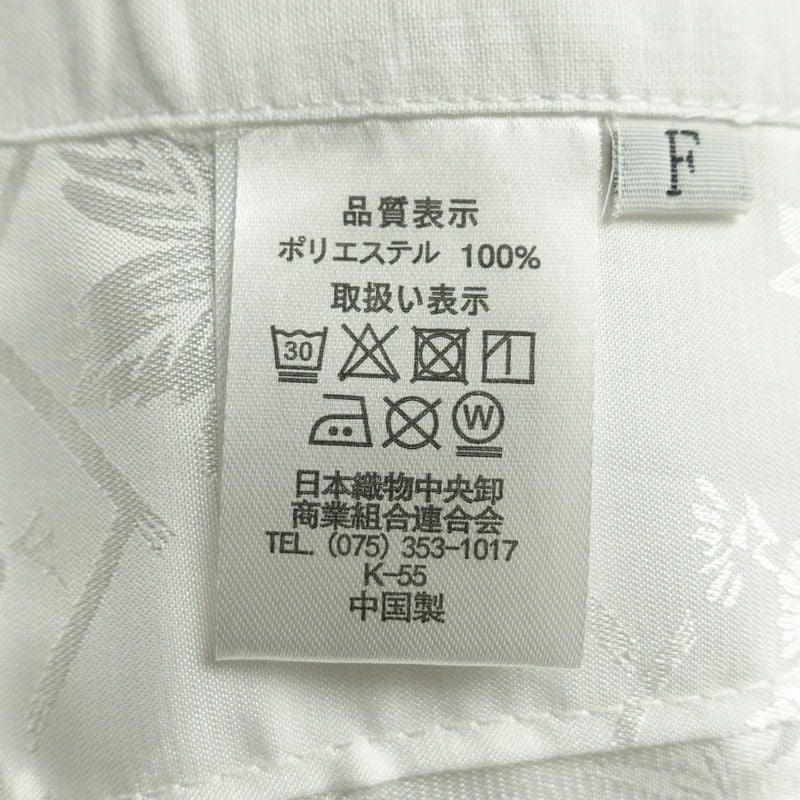 F
品質表示
ポリエステル 100%
取扱い表示
30
W
日本織物中央卸
商業組合連合会
TEL. (075) 353-1017
K-55
中国製